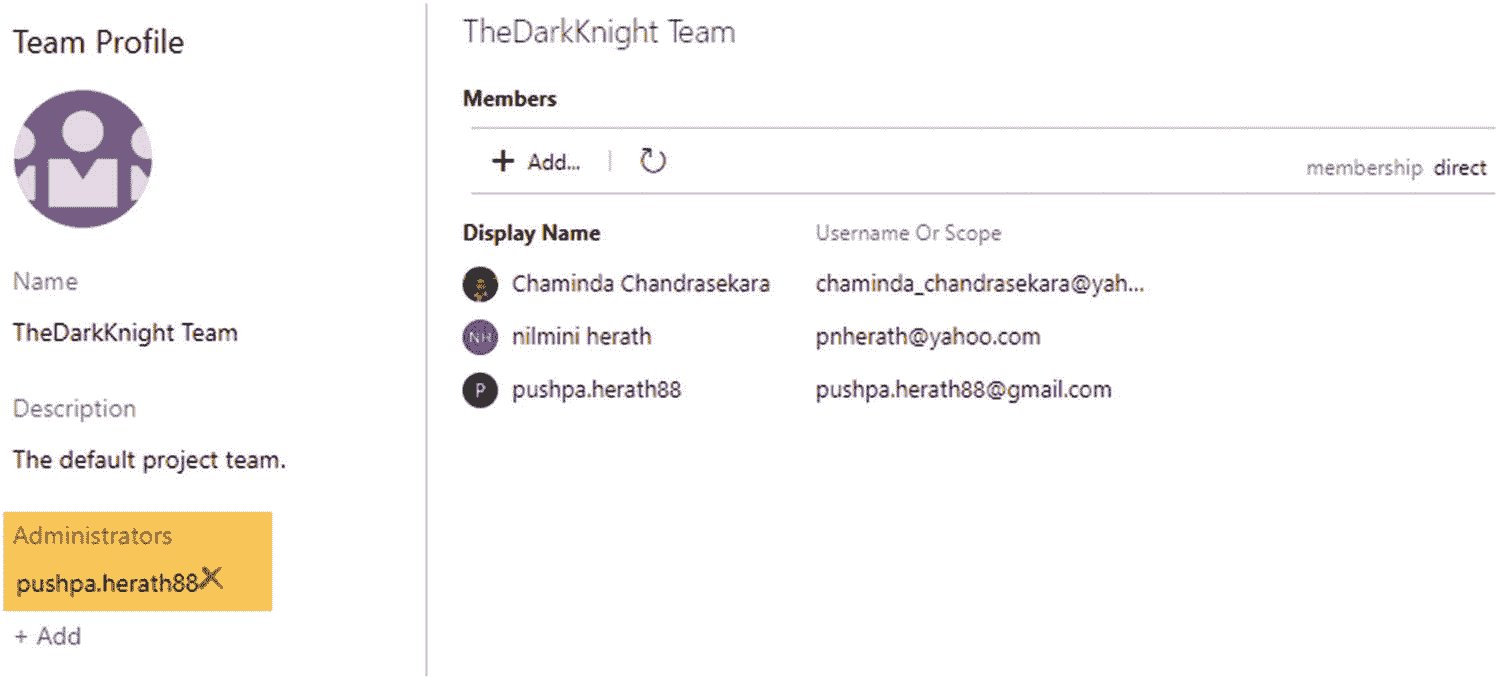 Team Profile
Name
TheDarkKnight Team
Description
The default project team.
Administrators
pushpa.herath88
+ Add
TheDarkKnight Team
Members
+ Add...
membership direct
Display Name Username Or Scope
Chaminda Chandrasekara chaminda_chandrasekara@yah...
NH nilmini herath pnherath@yahoo.com
P pushpa.herath88 pushpa.herath88@gmail.com